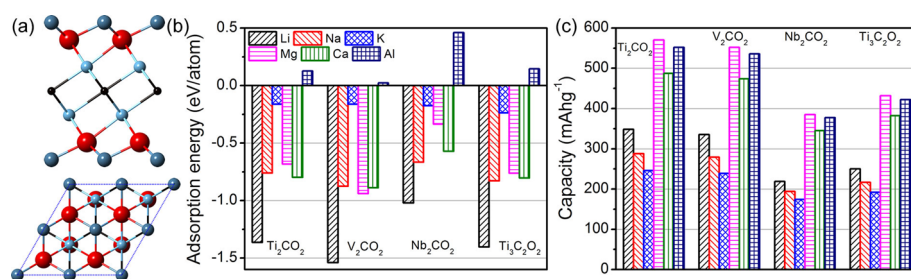 (a)
(b)
Adsorption energy (eV/atom)
0.5
0.0
-0.5
-1.0
-1.5
Li Na K
Mg Ca Al
Ti₂CO₂ V₂CO₂ Nb₂CO₂ Ti₃C₂O₂
(c)
Capacity (mAhg⁻¹)
600
500
400
300
200
100
0
Ti₂CO₂ V₂CO₂ Nb₂CO₂ Ti₃C₂O₂